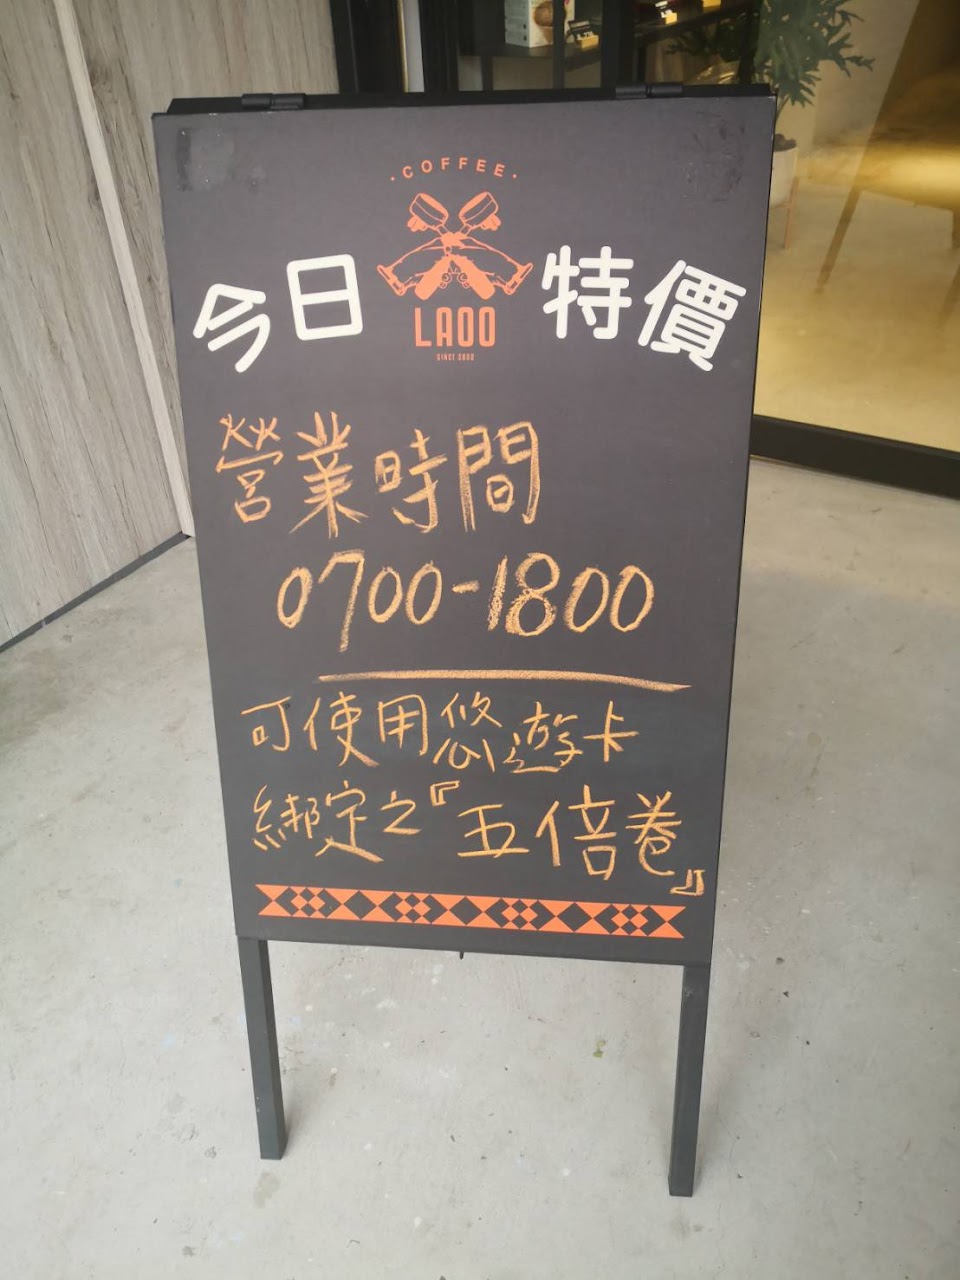 ·COFFEE·
今日 特價
LAOO
營業時間
0700-1800
可使用悠遊卡
綁定之『五倍卷』